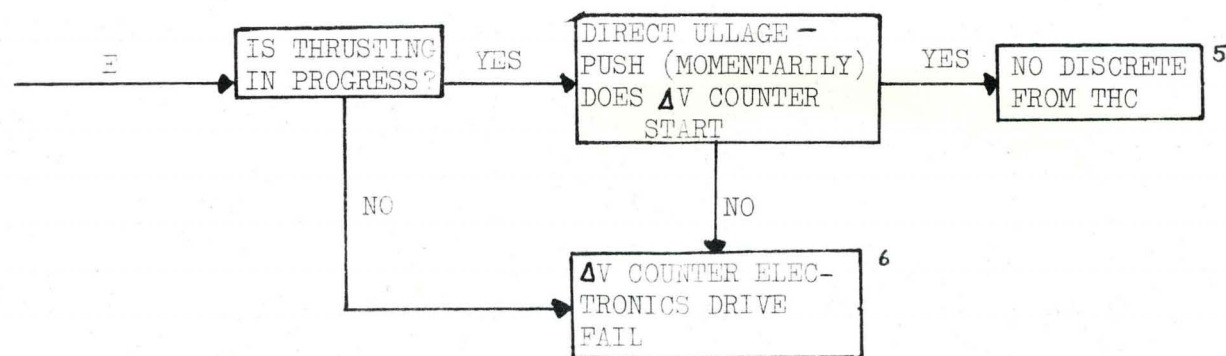 E
IS THRUSTING
IN PROGRESS?
YES
DIRECT ULLAGE –
PUSH (MOMENTARILY)
DOES ΔV COUNTER
START
YES
NO DISCRETE
FROM THC
5
NO
NO
ΔV COUNTER ELEC-
TRONICS DRIVE
FAIL
6